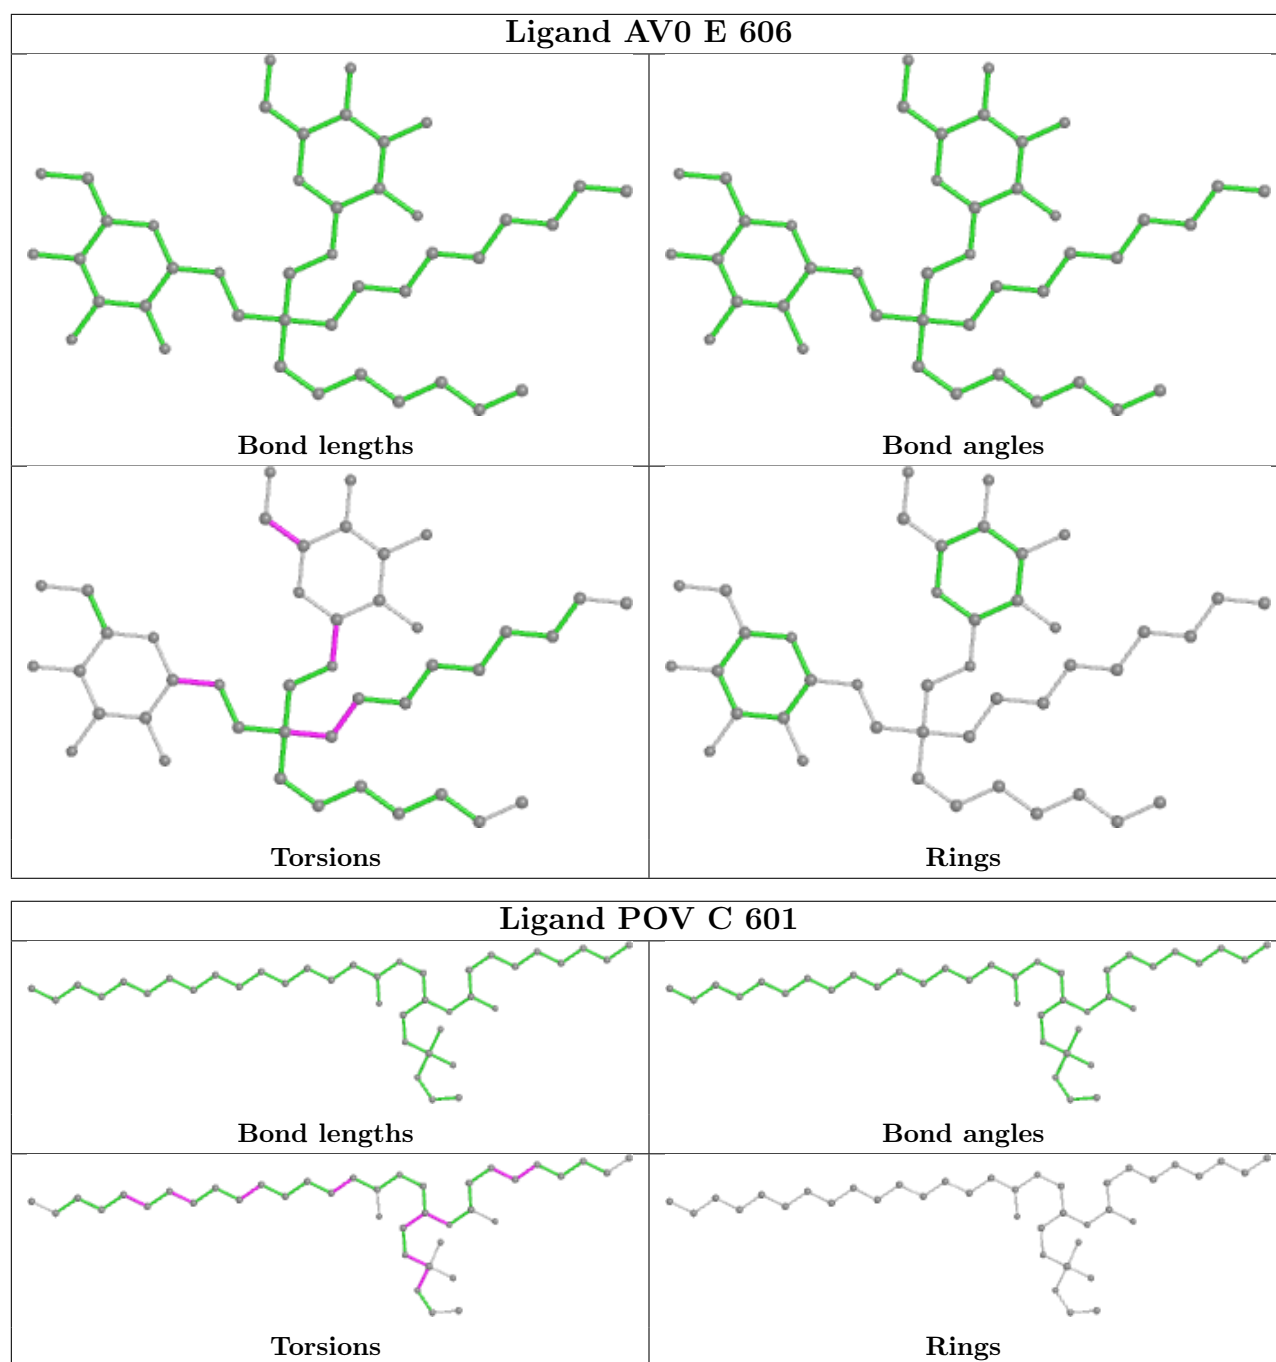 Ligand AV0 E 606
Bond lengths
Bond angles
Torsions
Rings
Ligand POV C 601
Bond lengths
Bond angles
Torsions
Rings